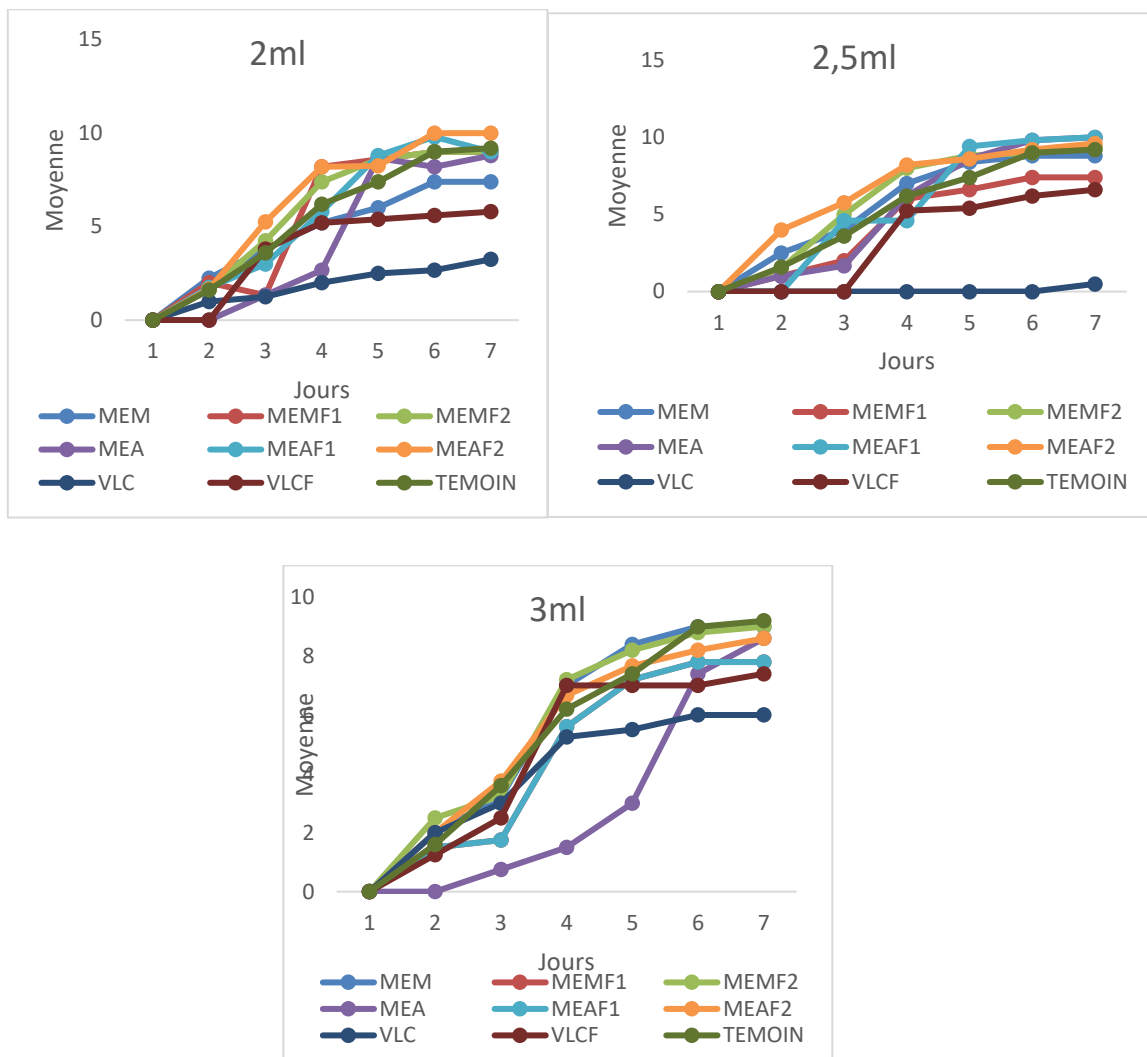 2ml
15
10
5
0
Moyenne
1 2 3 4 5 6 7
Jours
MEM MEMF1 MEMF2
MEA MEAF1 MEAF2
VLC VLCF TEMOIN
2,5ml
15
10
5
0
Moyenne
1 2 3 4 5 6 7
Jours
MEM MEMF1 MEMF2
MEA MEAF1 MEAF2
VLC VLCF TEMOIN
3ml
10
8
6
4
2
0
Moyenne
1 2 3 4 5 6 7
Jours
MEM MEMF1 MEMF2
MEA MEAF1 MEAF2
VLC VLCF TEMOIN